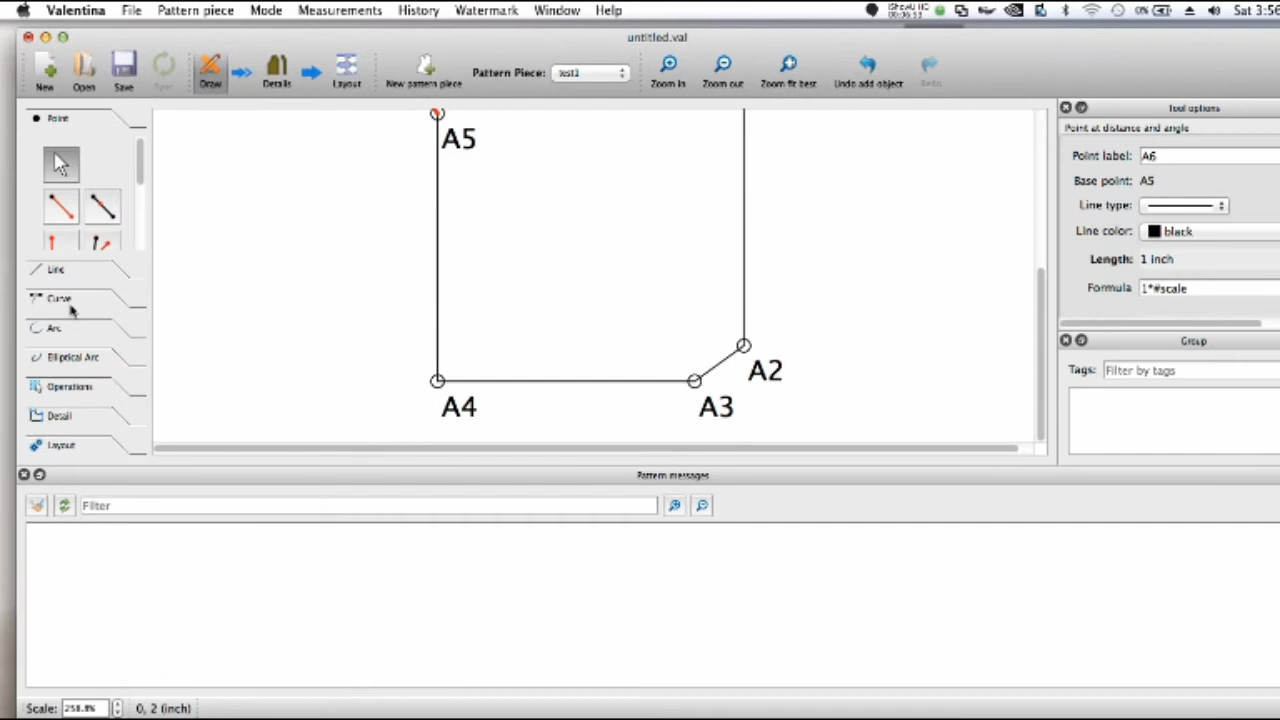 Valentina File Pattern piece Mode Measurements History Watermark Window Help 0% Sat 3:56
untitled.val
New Open Save Draw Details Layout New pattern piece Pattern Piece: test1 Zoom in Zoom out Zoom fit best Undo add object Redo
Point
Line
Curve
Arc
Elliptical Arc
Operations
Detail
Layout
A5
A2
A4
A3
Tool options
Point at distance and angle
Point label: A6
Base point: A5
Line type:
Line color: black
Length: 1 inch
Formula 1*#scale
Group
Tags: Filter by tags
Pattern messages
Filter
Scale: 258.8% 0, 2 (inch)